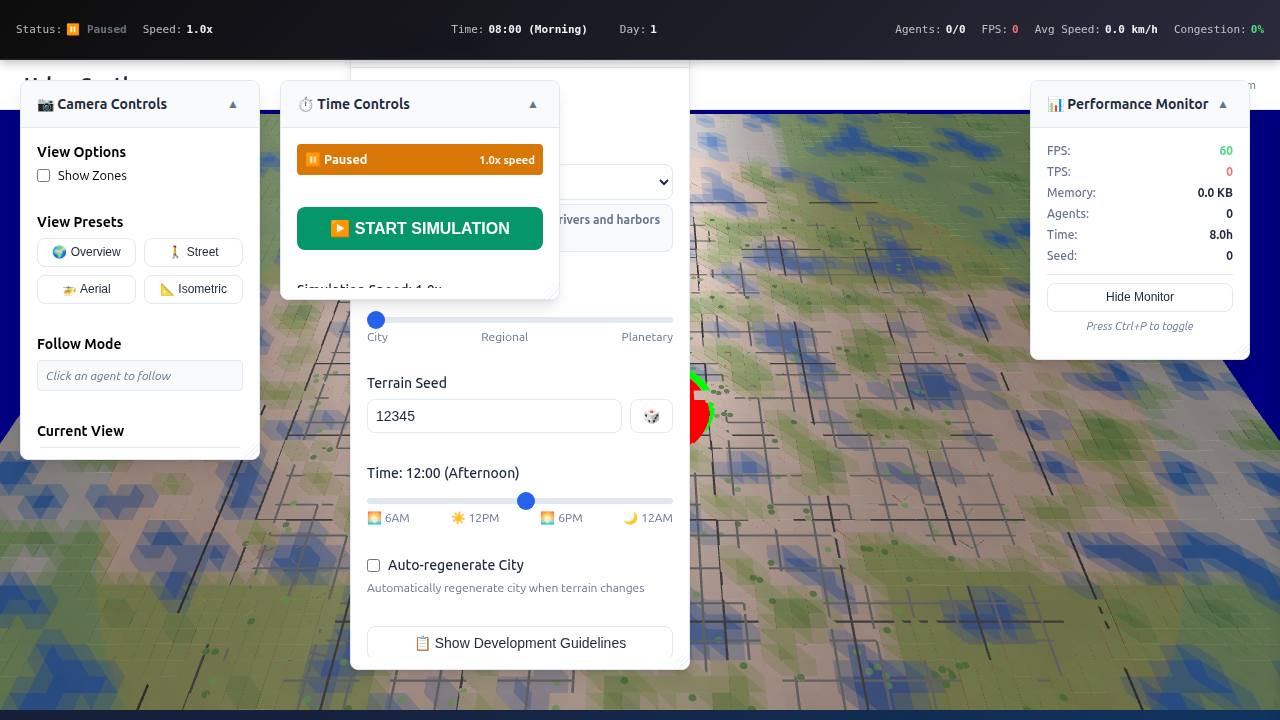 Status: ⏸️ Paused Speed: 1.0x Time: 08:00 (Morning) Day: 1 Agents: 0/0 FPS: 0 Avg Speed: 0.0 km/h Congestion: 0%
📷 Camera Controls ▲
View Options
Show Zones
View Presets
🌍 Overview
🚶 Street
🚁 Aerial
📐 Isometric
Follow Mode
Click an agent to follow
Current View
⏱️ Time Controls ▲
⏸️ Paused 1.0x speed
▶️ START SIMULATION
Simulation Speed: 1.0x
rivers and harbors
City Regional Planetary
Terrain Seed
12345
🎲
Time: 12:00 (Afternoon)
🌅 6AM ☀️ 12PM 🌅 6PM 🌙 12AM
Auto-regenerate City
Automatically regenerate city when terrain changes
📋 Show Development Guidelines
📊 Performance Monitor ▲
FPS: 60
TPS: 0
Memory: 0.0 KB
Agents: 0
Time: 8.0h
Seed: 0
Hide Monitor
Press Ctrl+P to toggle